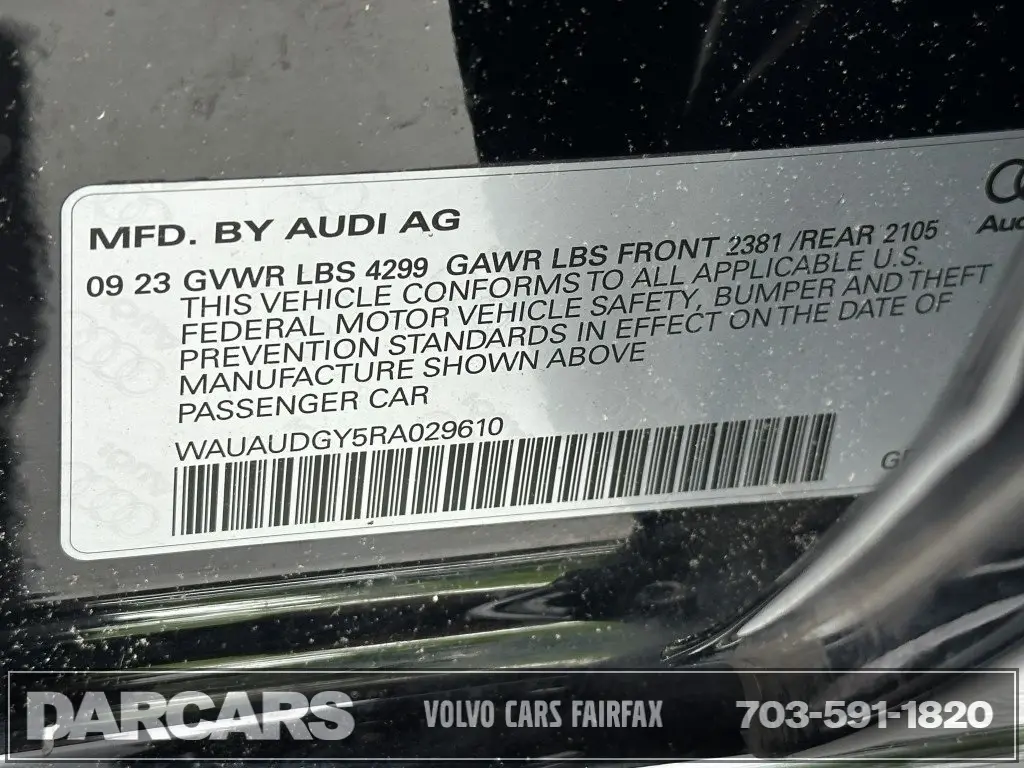 MFD. BY AUDI AG
09 23 GVWR LBS 4299 GAWR LBS FRONT 2381 /REAR 2105
THIS VEHICLE CONFORMS TO ALL APPLICABLE U.S.
FEDERAL MOTOR VEHICLE SAFETY, BUMPER AND THEFT
PREVENTION STANDARDS IN EFFECT ON THE DATE OF
MANUFACTURE SHOWN ABOVE
PASSENGER CAR
WAUAUDGY5RA029610
DARCARS VOLVO CARS FAIRFAX 703-591-1820